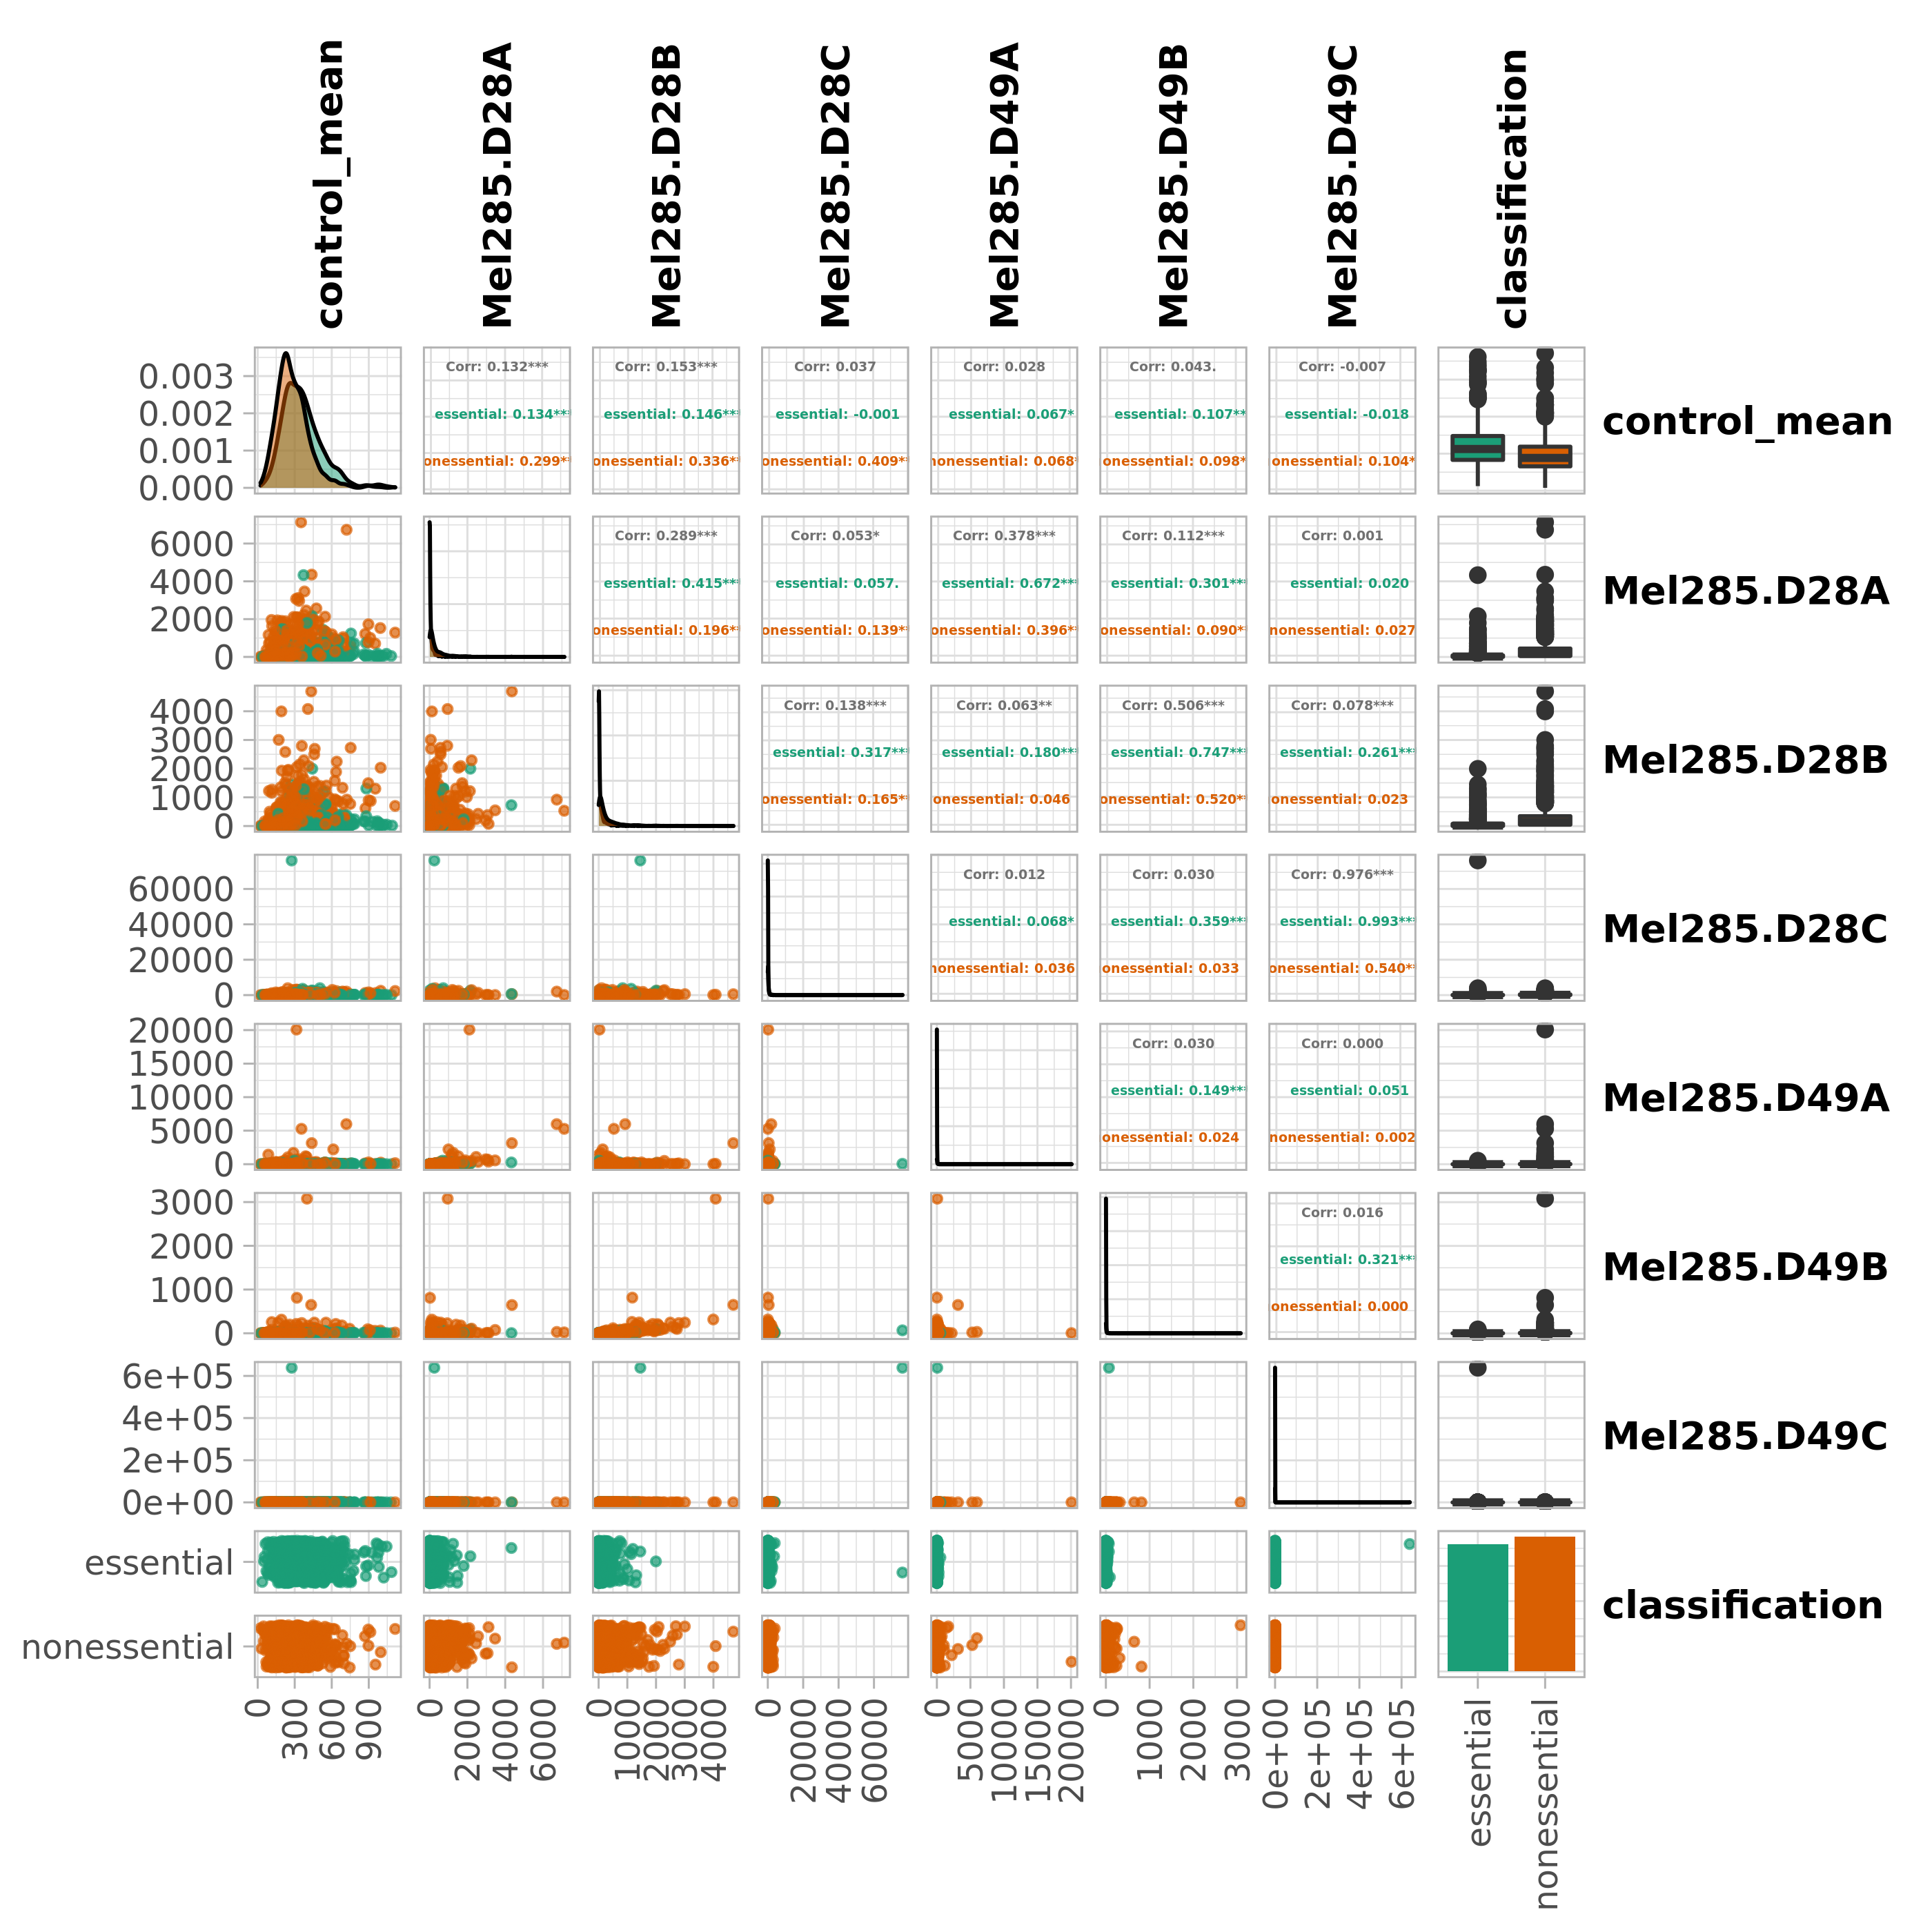 control_mean
Mel285.D28A
Mel285.D28B
Mel285.D28C
Mel285.D49A
Mel285.D49B
Mel285.D49C
classification
0.003
0.002
0.001
0.000
Corr: 0.132***
essential: 0.134***
onessential: 0.299**
Corr: 0.153***
essential: 0.146***
onessential: 0.336**
Corr: 0.037
essential: -0.001
onessential: 0.409**
Corr: 0.028
essential: 0.067*
nonessential: 0.068*
Corr: 0.043.
essential: 0.107**
onessential: 0.098*
Corr: -0.007
essential: -0.018
onessential: 0.104*
control_mean
6000
4000
2000
0
Corr: 0.289***
essential: 0.415***
onessential: 0.196**
Corr: 0.053*
essential: 0.057.
onessential: 0.139**
Corr: 0.378***
essential: 0.672***
onessential: 0.396**
Corr: 0.112***
essential: 0.301***
onessential: 0.090*
Corr: 0.001
essential: 0.020
nonessential: 0.027
Mel285.D28A
4000
3000
2000
1000
0
Corr: 0.138***
essential: 0.317***
onessential: 0.165**
Corr: 0.063**
essential: 0.180***
onessential: 0.046
Corr: 0.506***
essential: 0.747***
onessential: 0.520**
Corr: 0.078***
essential: 0.261***
onessential: 0.023
Mel285.D28B
60000
40000
20000
0
Corr: 0.012
essential: 0.068*
nonessential: 0.036
Corr: 0.030
essential: 0.359***
onessential: 0.033
Corr: 0.976***
essential: 0.993***
onessential: 0.540**
Mel285.D28C
20000
15000
10000
5000
0
Corr: 0.030
essential: 0.149***
onessential: 0.024
Corr: 0.000
essential: 0.051
nonessential: 0.002
Mel285.D49A
3000
2000
1000
0
Corr: 0.016
essential: 0.321***
onessential: 0.000
Mel285.D49B
6e+05
4e+05
2e+05
0e+00
Mel285.D49C
essential
nonessential
classification
0
300
600
900
0
2000
4000
6000
0
1000
2000
3000
4000
0
20000
40000
60000
0
5000
10000
15000
20000
0
1000
2000
3000
0e+00
2e+05
4e+05
6e+05
essential
nonessential